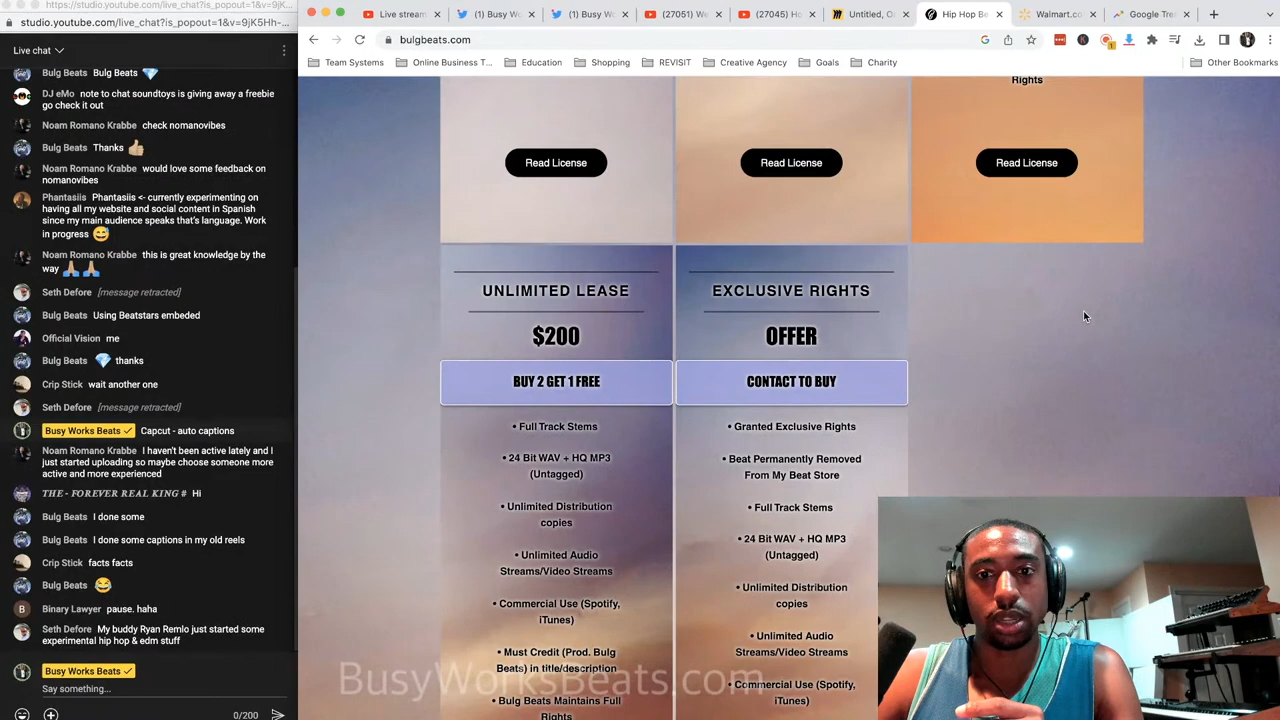 youtube.com/live_chat?is_popout=1&v=9jK5Hh-
youtube.com/live_chat?is_popout=1&v=9jK5Hh-...
Live chat
Bulg Beats Bulg Beats
DJ eMo note to chat soundtoys is giving away a freebie
go check it out
Noam Romano Krabbe check nomanovibes
Bulg Beats Thanks
Noam Romano Krabbe would love some feedback on
nomanovibes
Phantasiis Phantasiis <- currently experimenting on
having all my website and social content in Spanish
since my main audience speaks that's language. Work
in progress
Noam Romano Krabbe this is great knowledge by the
way
Seth Defore [message retracted]
Bulg Beats Using Beatstars embeded
Official Vision me
Bulg Beats thanks
Crip Stick wait another one
Seth Defore [message retracted]
Busy Works Beats Capcut - auto captions
Noam Romano Krabbe I haven't been active lately and I
just started uploading so maybe choose someone more
active and more experienced
THE - FOREVER REAL KING # Hi
Bulg Beats I done some
Bulg Beats I done some captions in my old reels
Crip Stick facts facts
Bulg Beats
B Binary Lawyer pause. haha
Seth Defore My buddy Ryan Remlo just started some
experimental hip hop & edm stuff
Busy Works Beats
Say something...
0/200
Live stream
(1) Busy Wo
(1) Busy Wo
(27051) Wo
(27045) Ho
Untitled, O
Hip Hop Be
Walmart.co
Google Tre
bulgbeats.com
Team Systems
Online Business T...
Education
Shopping
REVISIT
Creative Agency
Goals
Charity
Other Bookmarks
Rights
Read License
Read License
Read License
UNLIMITED LEASE
$200
BUY 2 GET 1 FREE
• Full Track Stems
• 24 Bit WAV + HQ MP3
(Untagged)
• Unlimited Distribution
copies
• Unlimited Audio
Streams/Video Streams
• Commercial Use (Spotify,
iTunes)
• Must Credit (Prod. Bulg
Beats) in title/description
• Bulg Beats Maintains Full
Rights
EXCLUSIVE RIGHTS
OFFER
CONTACT TO BUY
• Granted Exclusive Rights
• Beat Permanently Removed
From My Beat Store
• Full Track Stems
• 24 Bit WAV + HQ MP3
(Untagged)
• Unlimited Distribution
copies
• Unlimited Audio
Streams/Video Streams
• Commercial Use (Spotify,
iTunes)
BusyWorksBeats.com